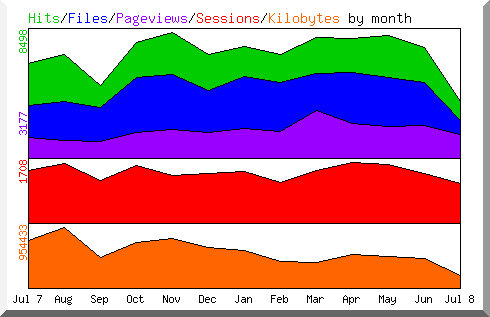 Hits/Files/Pageviews/Sessions/Kilobytes by month
8498
3177
1708
954433
Jul 7 Aug Sep Oct Nov Dec Jan Feb Mar Apr May Jun Jul 8